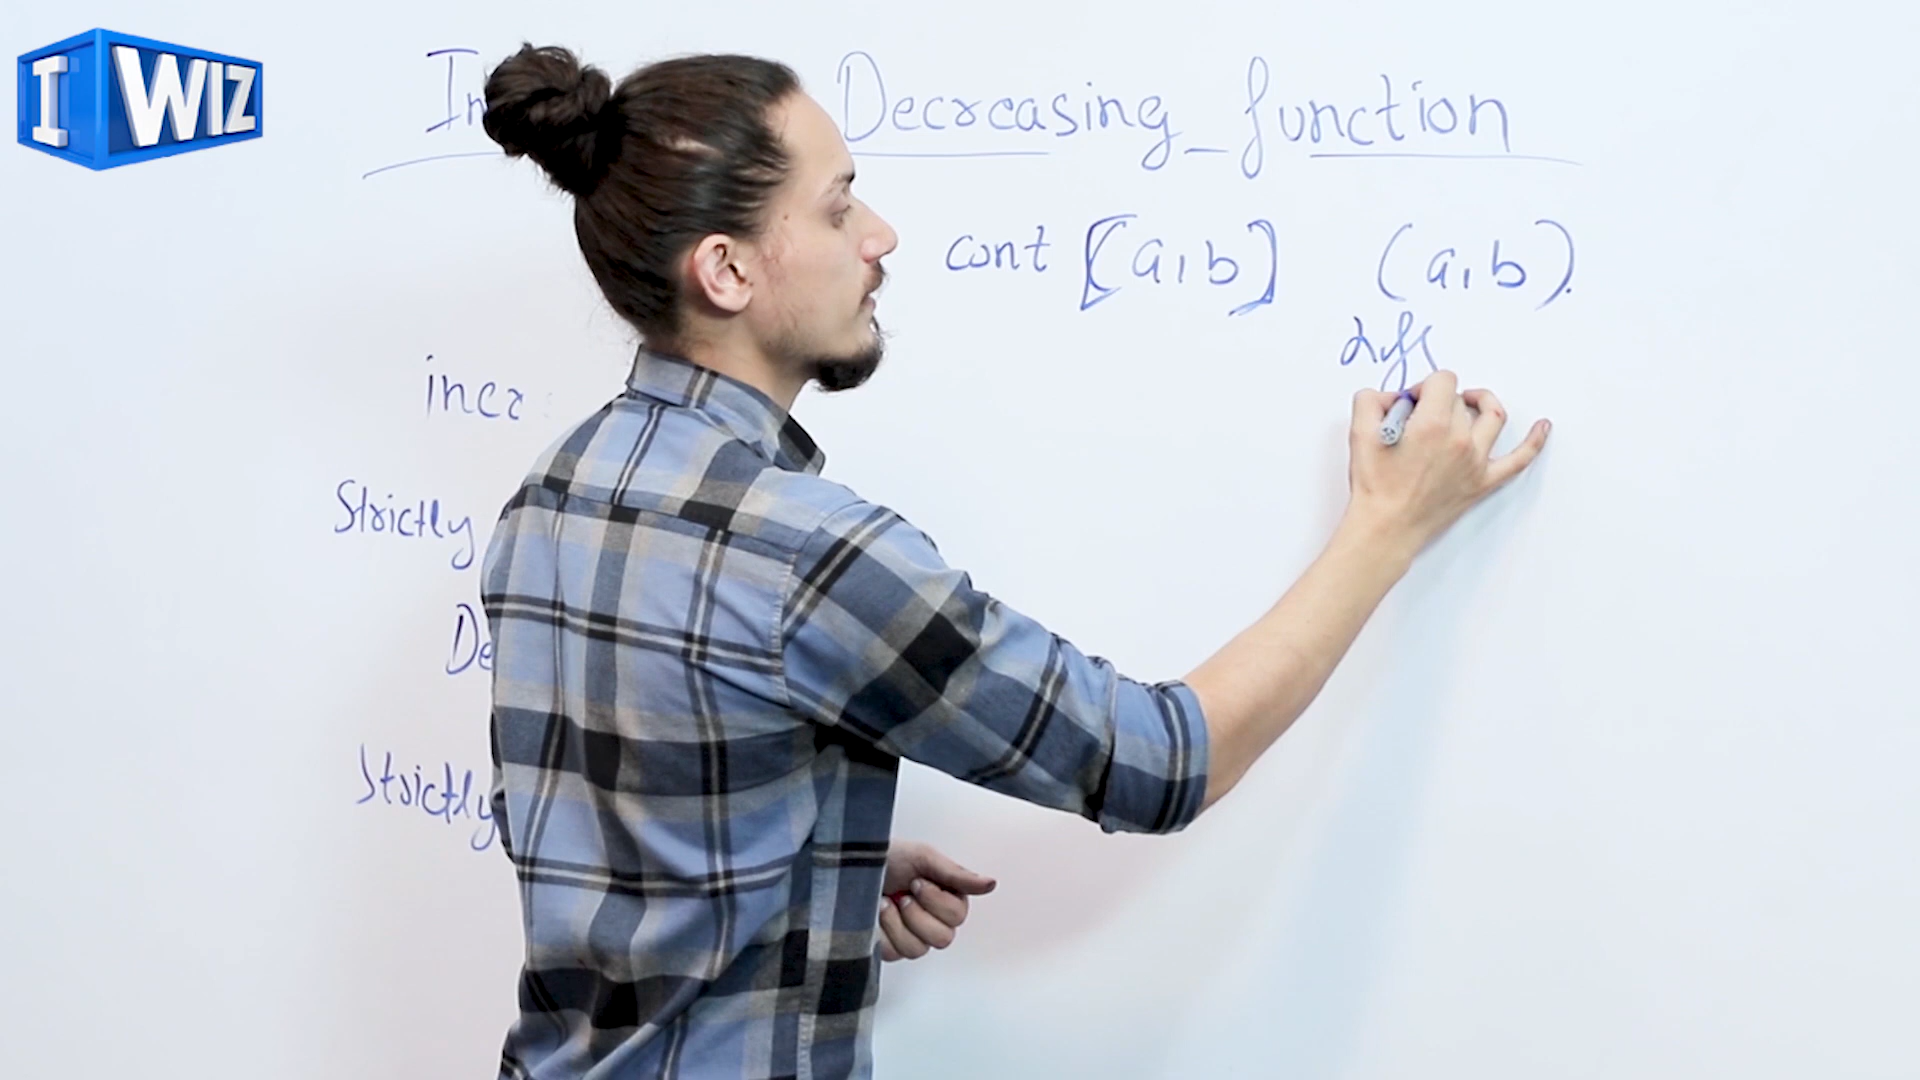 I WIZ
In Decreasing function
cont [a, b] (a, b).
diff
incr
Strictly
De
Strictly